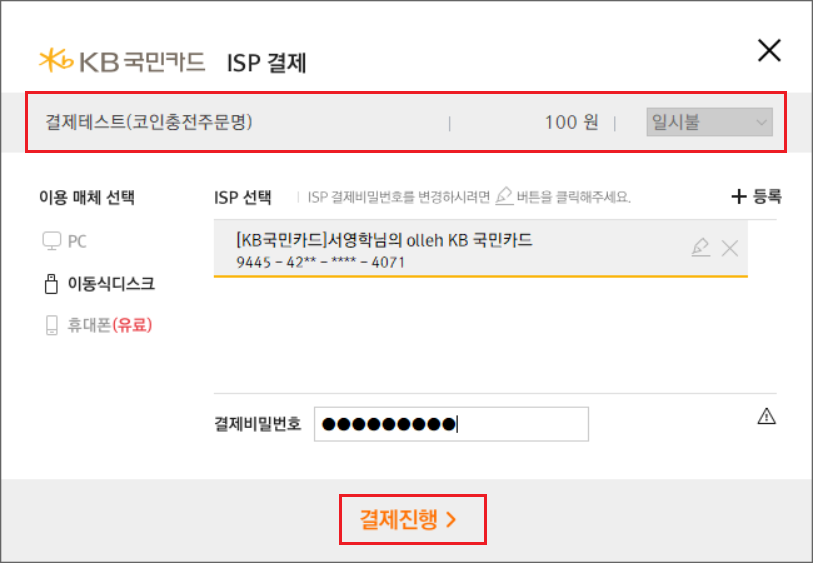 KB 국민카드 ISP 결제
결제테스트(코인충전주문명) | 100 원 | 일시불
이용 매체 선택
PC
이동식디스크
휴대폰(유료)
ISP 선택 | ISP 결제비밀번호를 변경하시려면 버튼을 클릭해주세요. + 등록
[KB국민카드]서영학님의 olleh KB 국민카드
9445 - 42** - **** - 4071
결제비밀번호 ●●●●●●●●●
결제진행 >